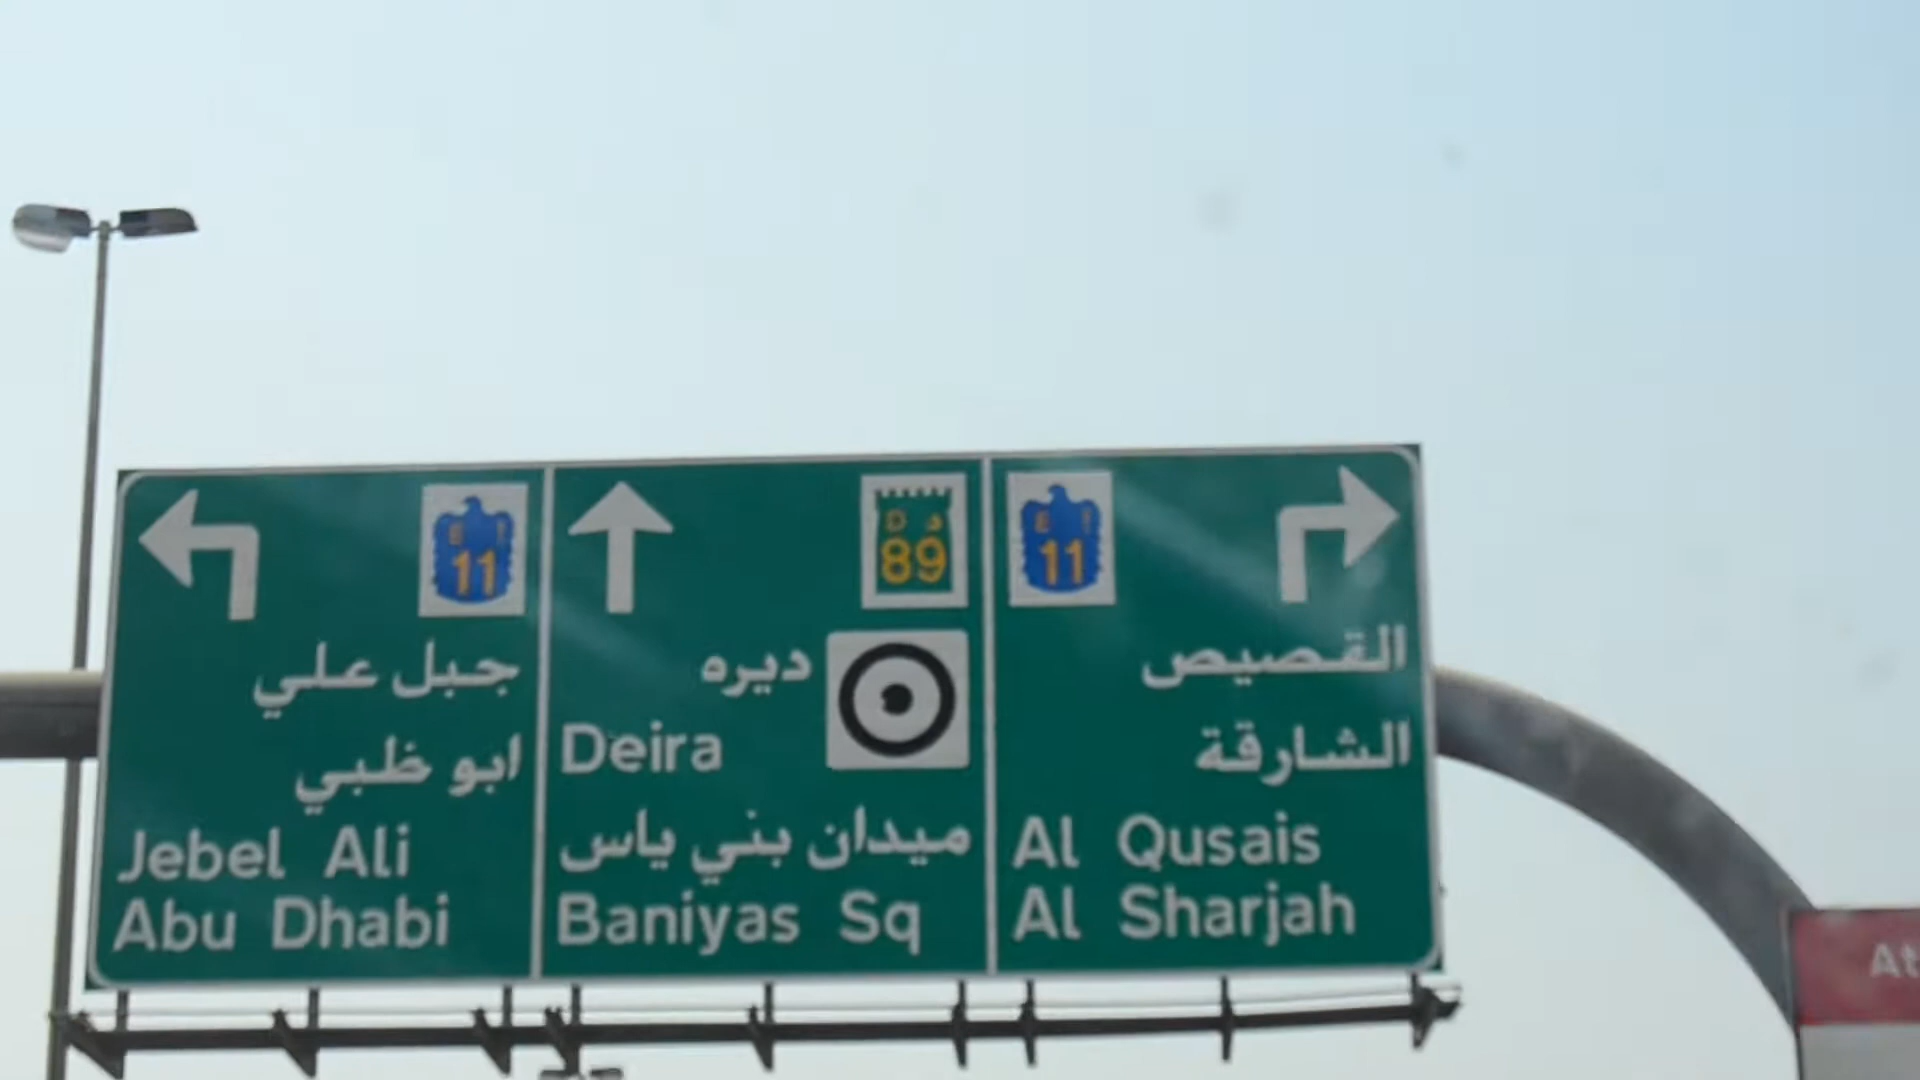 E إ
11
جبل علي
ابو ظبي
Jebel Ali
Abu Dhabi
D د
89
ديره
Deira
ميدان بني ياس
Baniyas Sq
E إ
11
القصيص
الشارقة
Al Qusais
Al Sharjah
At